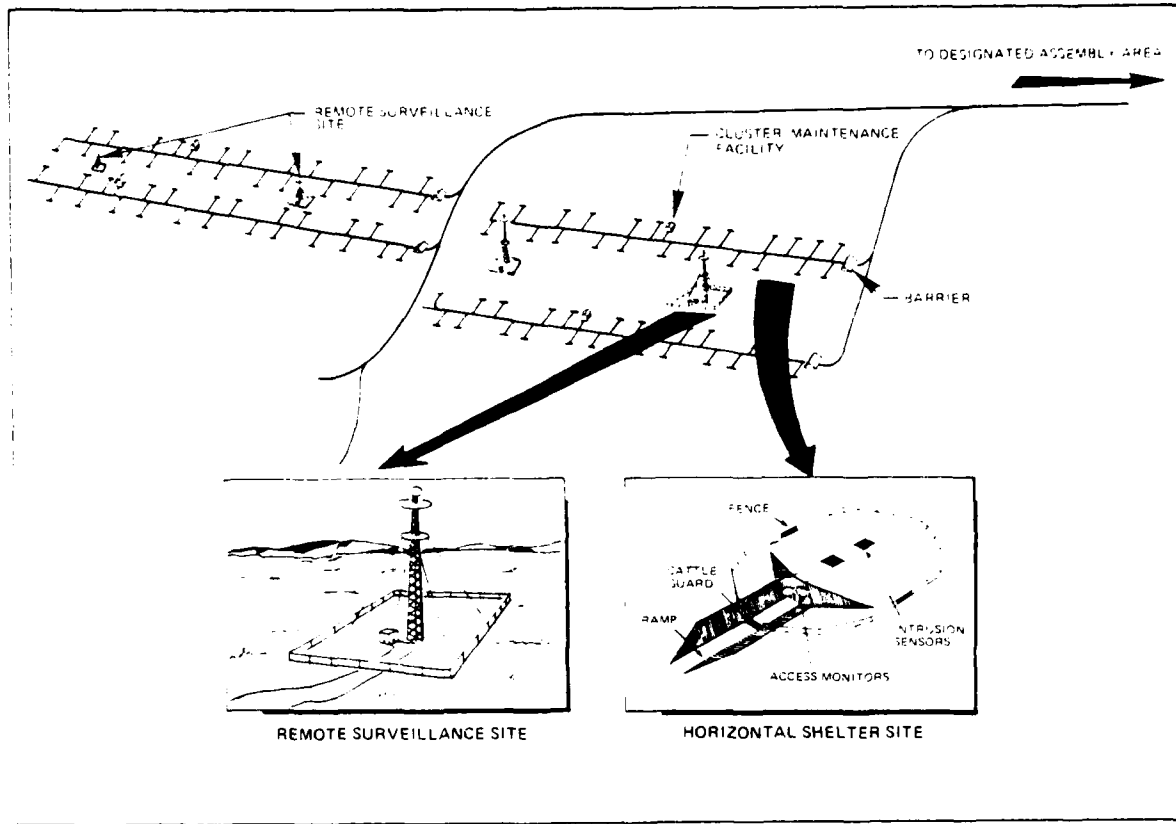 TO DESIGNATED ASSEMBLY AREA
REMOTE SURVEILLANCE
SITE
CLUSTER MAINTENANCE
FACILITY
BARRIER
FENCE
CATTLE
GUARD
RAMP
INTRUSION
SENSORS
ACCESS MONITORS
REMOTE SURVEILLANCE SITE
HORIZONTAL SHELTER SITE